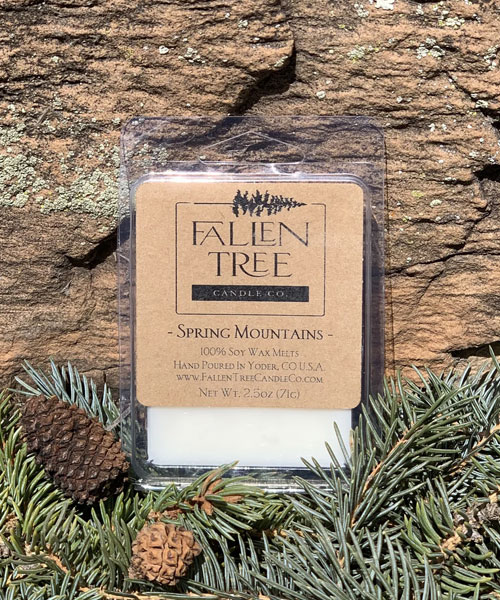 FALLEN
TREE
CANDLE CO.
- SPRING MOUNTAINS -
100% SOY WAX MELTS
HAND POURED IN YODER, CO U.S.A.
WWW.FALLENTREECANDLECO.COM
NET WT. 2.5OZ (71G)